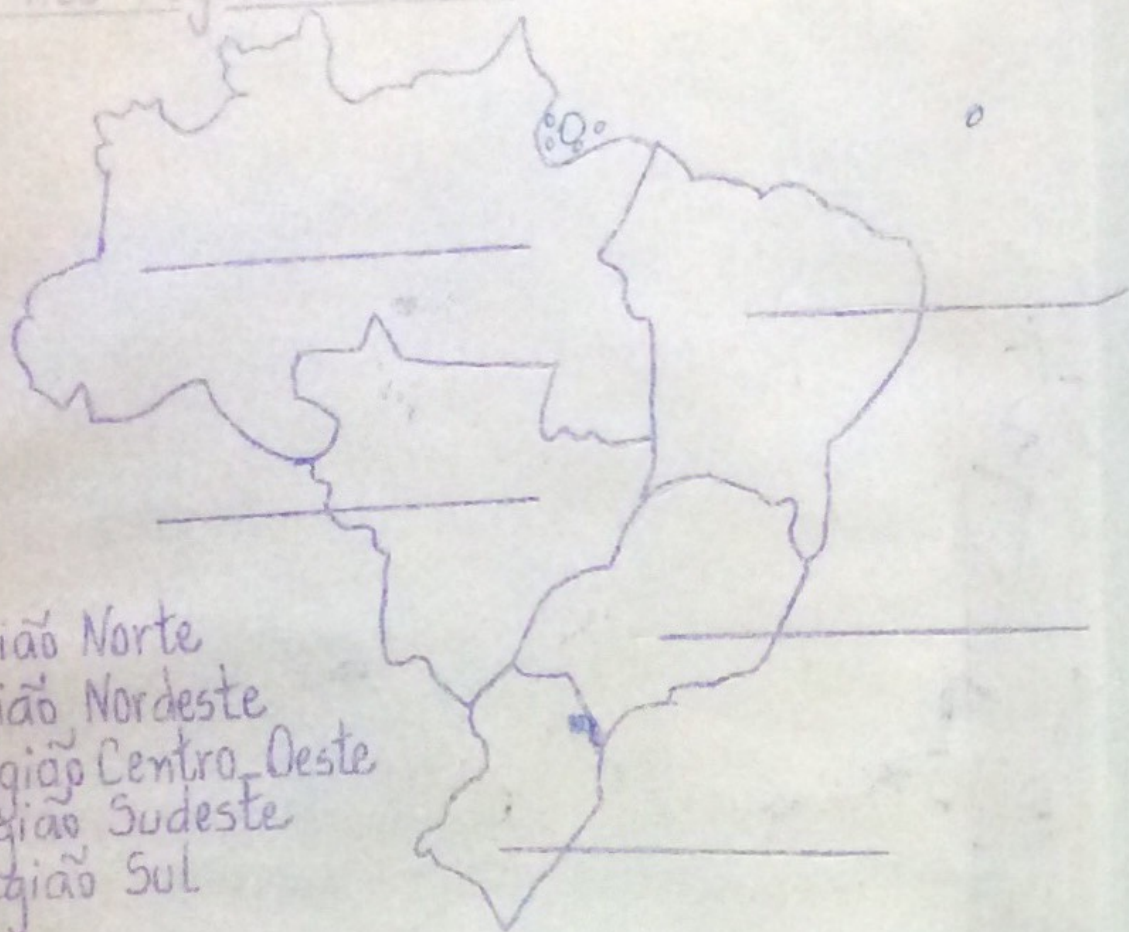 ião Norte
ião Nordeste
gião Centro-Oeste
gião Sudeste
gião Sul